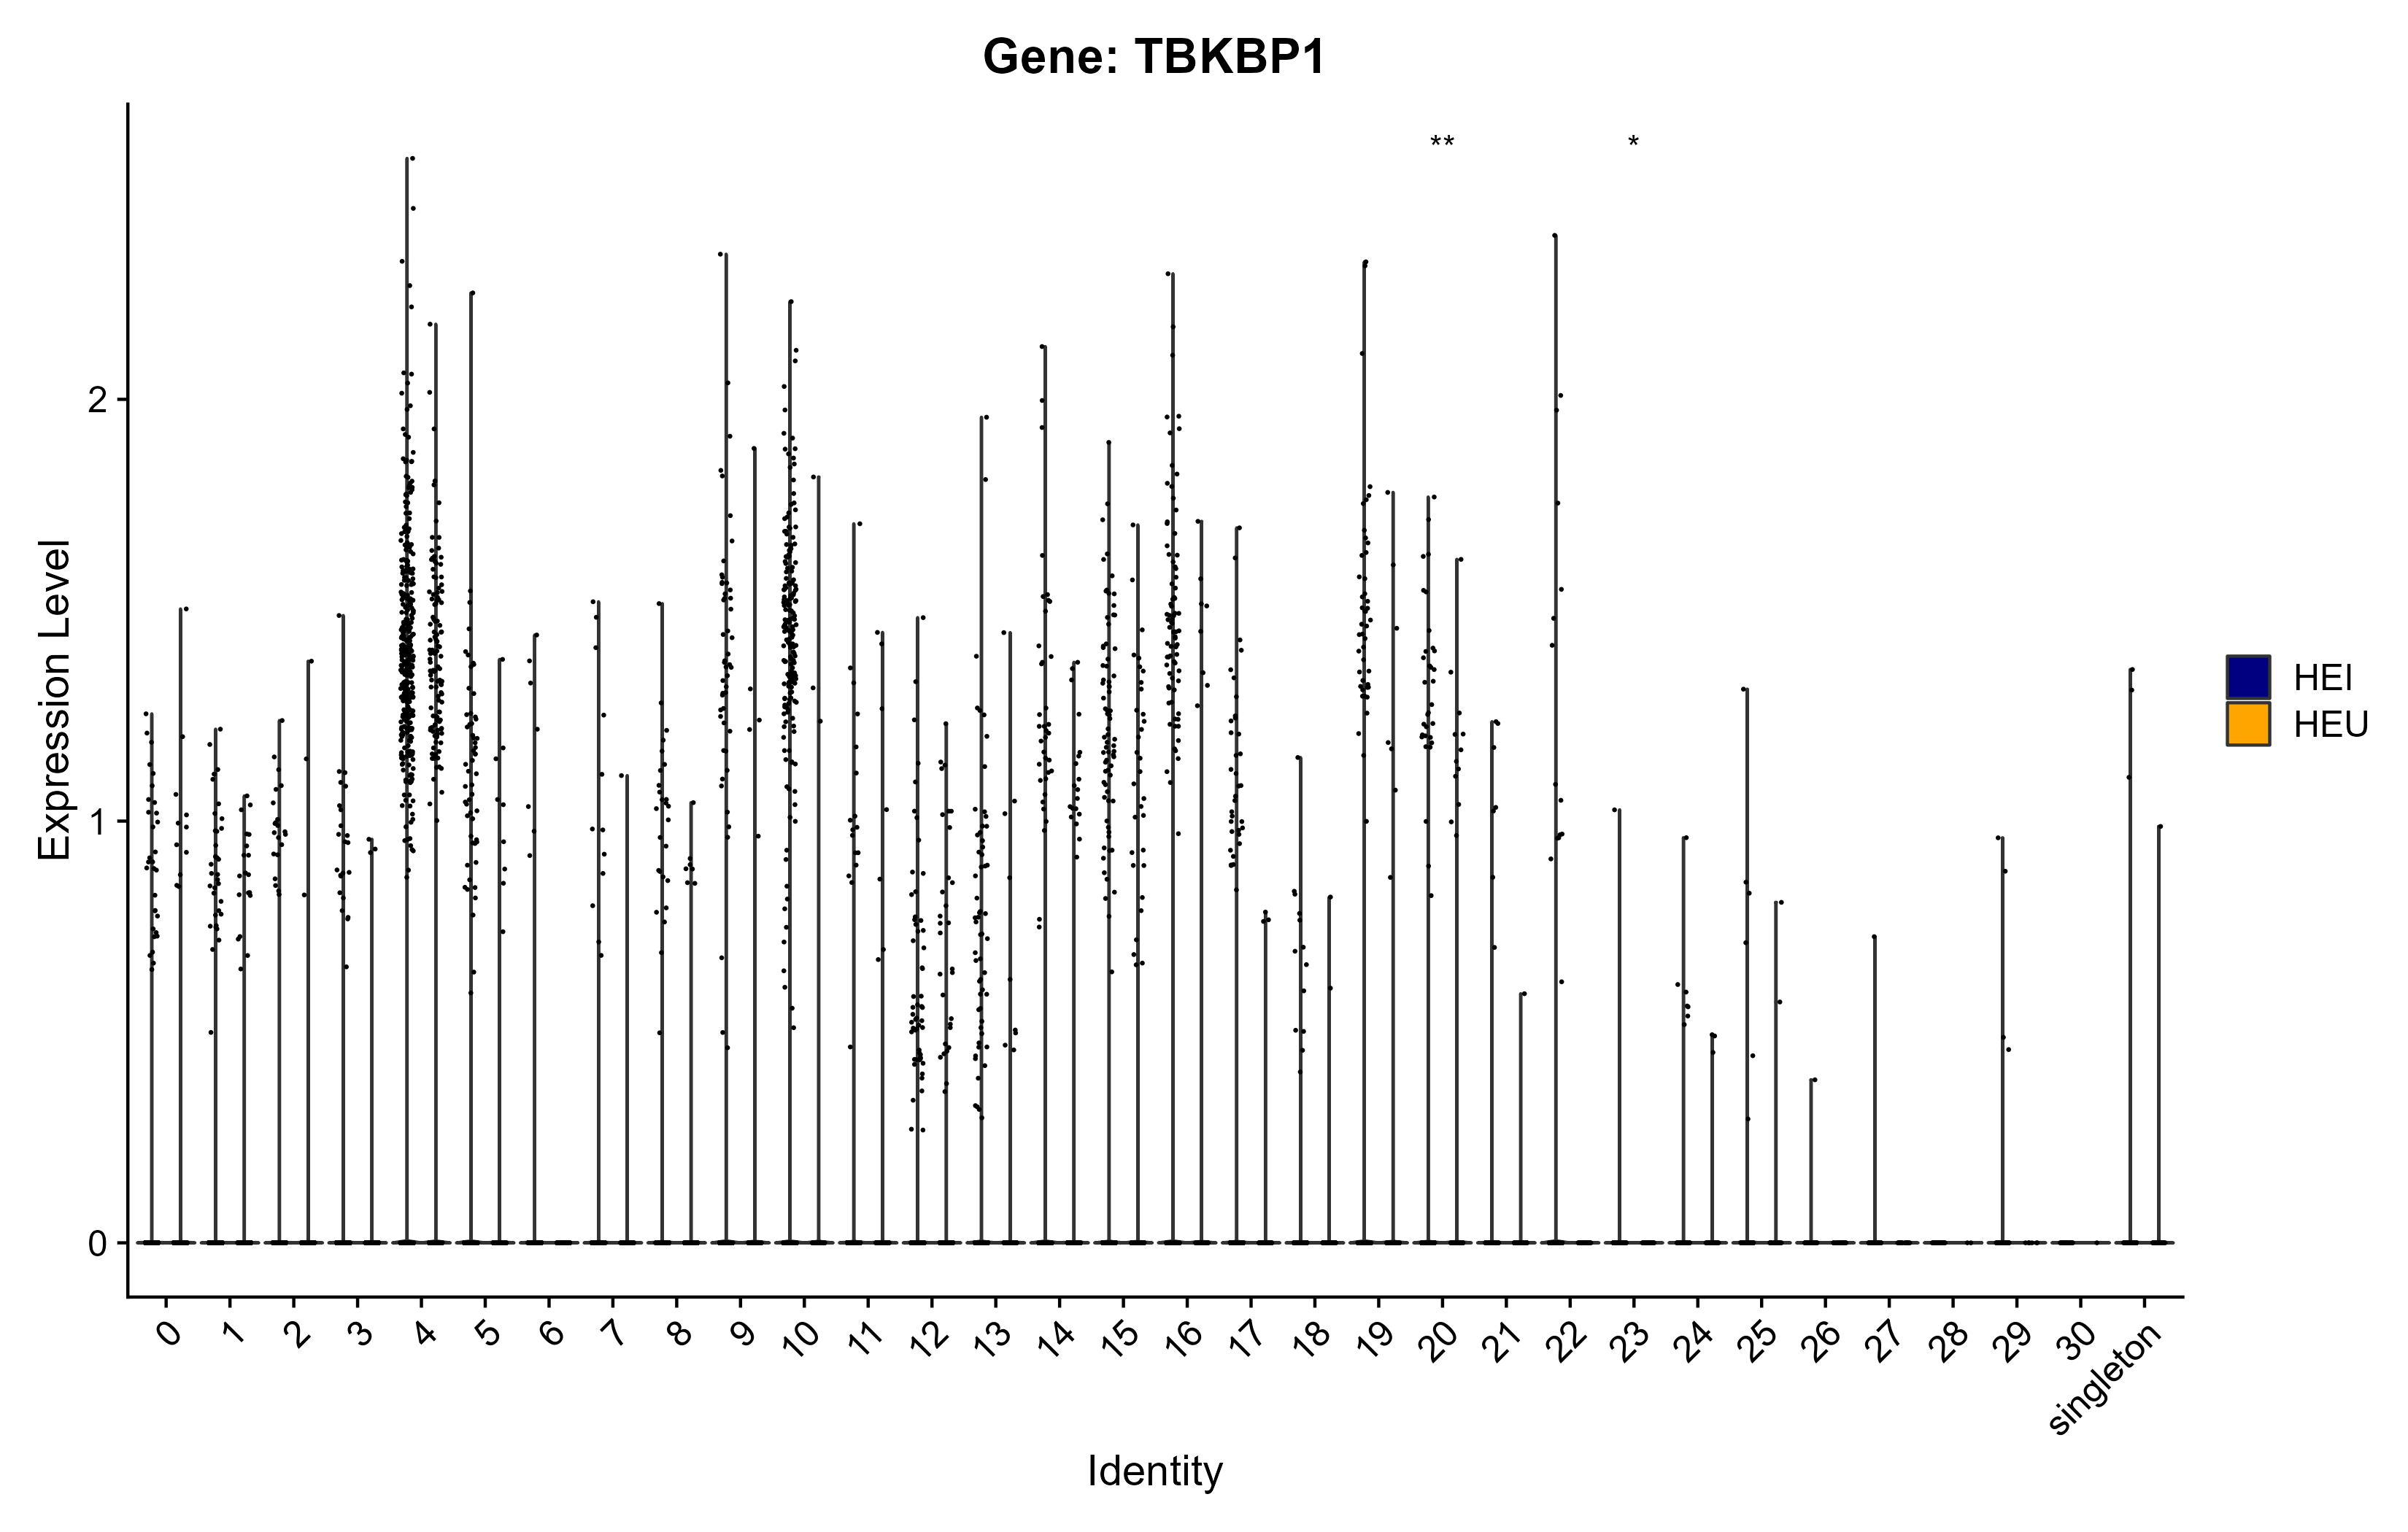 Gene: TBKBP1
** *
Expression Level
2
1
0
HEI
HEU
0 1 2 3 4 5 6 7 8 9 10 11 12 13 14 15 16 17 18 19 20 21 22 23 24 25 26 27 28 29 30 singleton
Identity